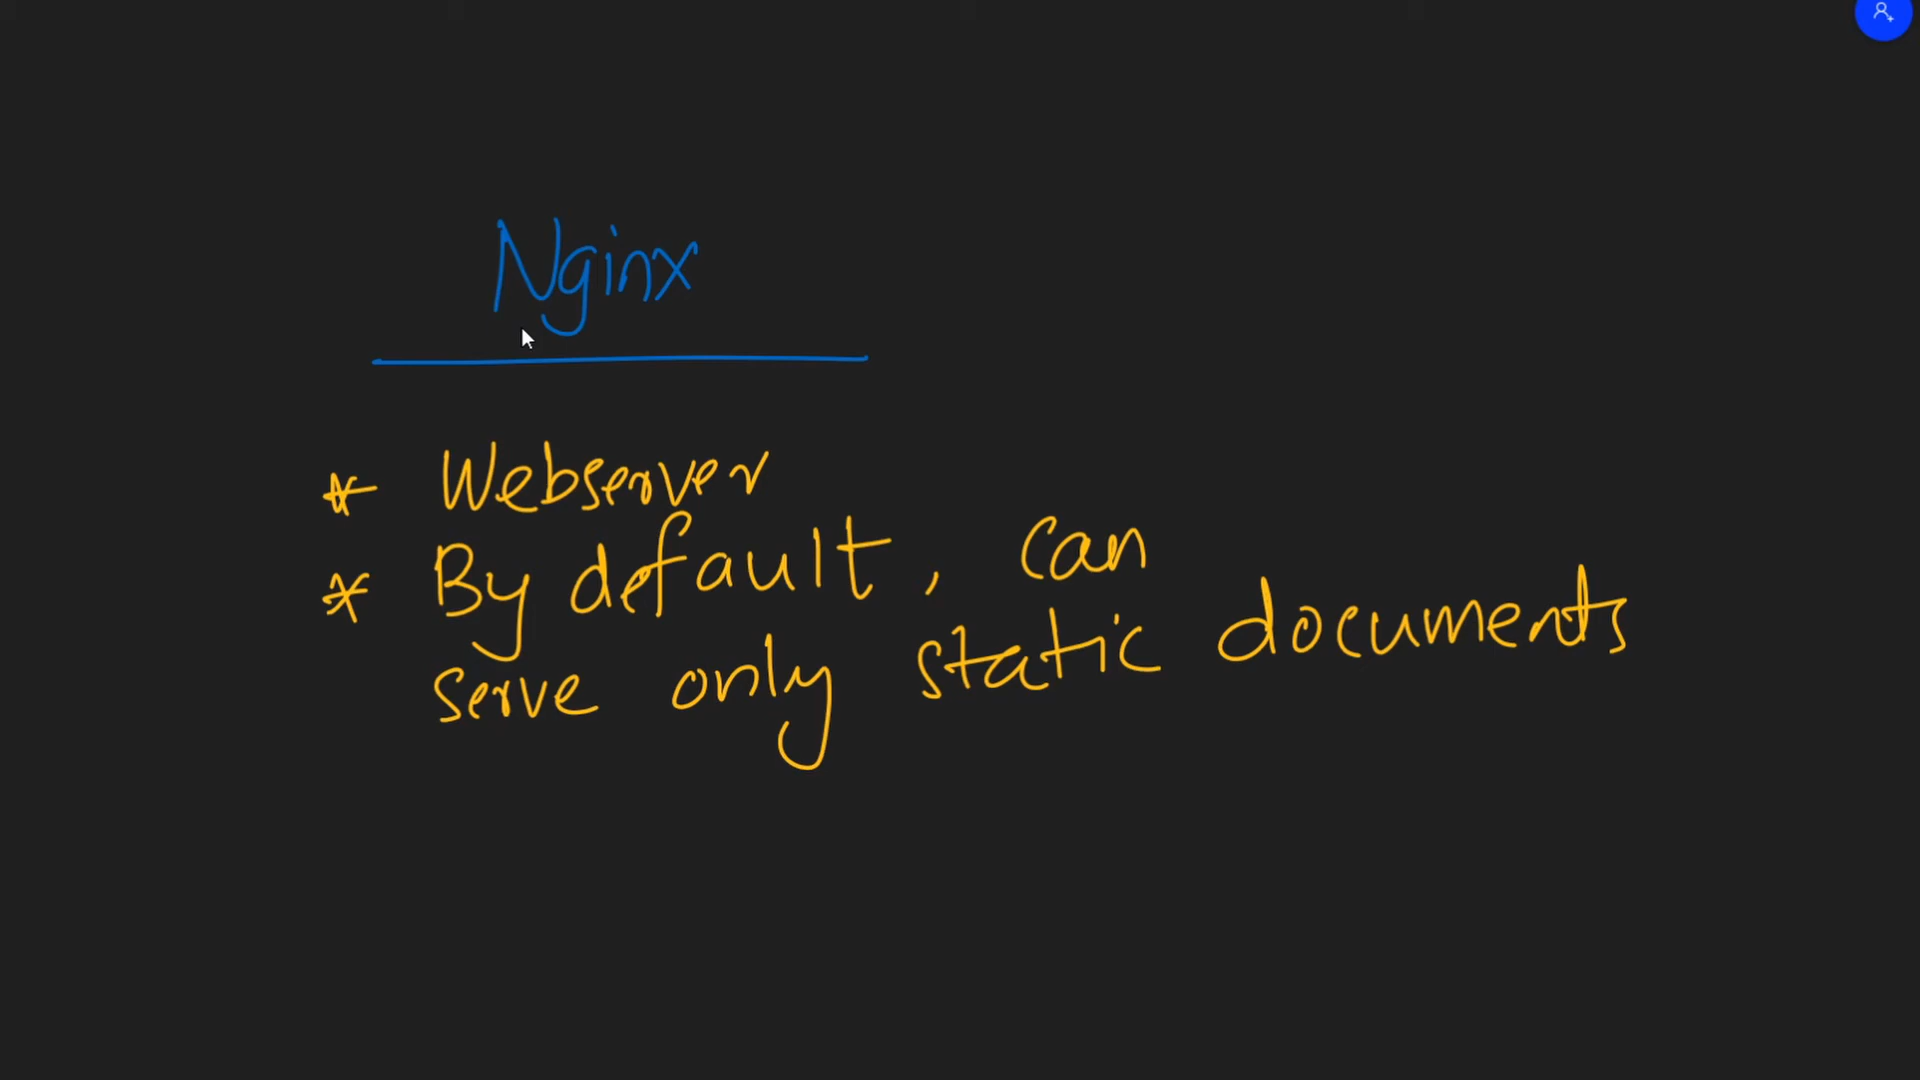 Nginx
* Webserver
* By default, can
serve only static documents